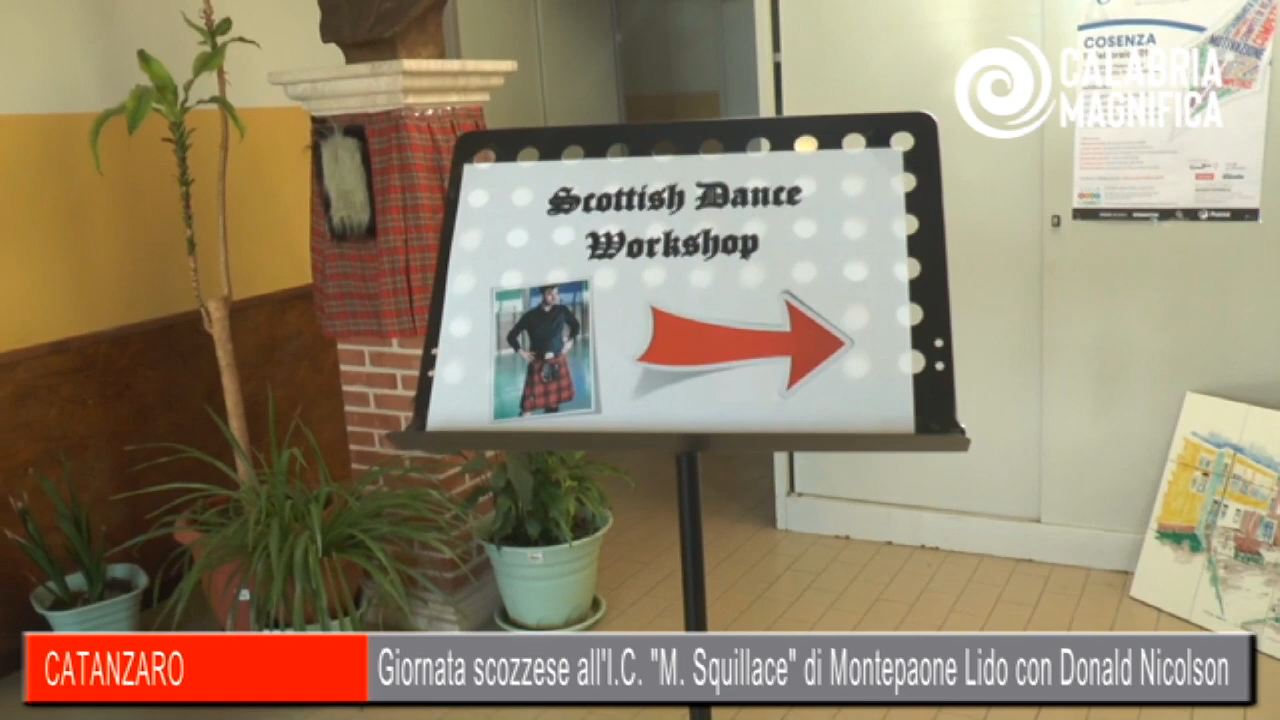 COSENZA
CALABRIA
MAGNIFICA
Scottish Dance
Workshop
CATANZARO
Giornata scozzese all"I.C. "M. Squillace" di Montepaone Lido con Donald Nicolson